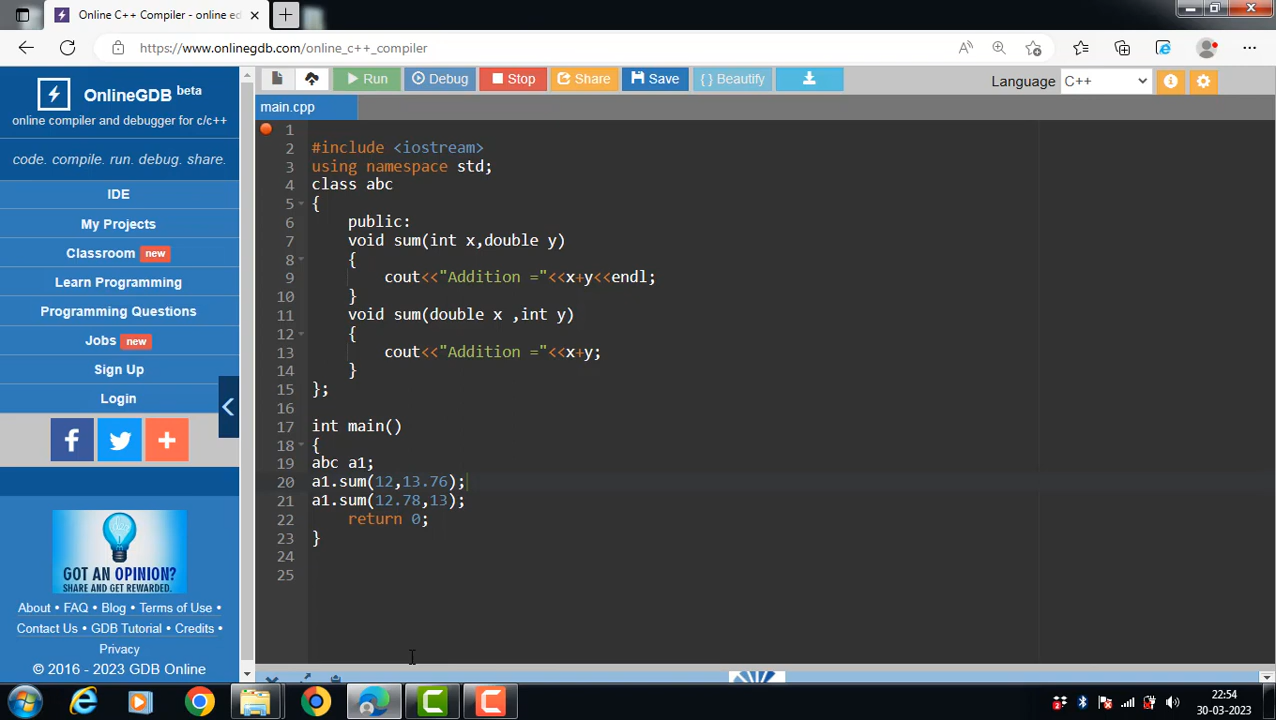 Online C++ Compiler - online ed
https://www.onlinegdb.com/online_c++_compiler
OnlineGDB beta
online compiler and debugger for c/c++
code. compile. run. debug. share.
IDE
My Projects
Classroom new
Learn Programming
Programming Questions
Jobs new
Sign Up
Login
GOT AN OPINION?
SHARE AND GET REWARDED.
About • FAQ • Blog • Terms of Use •
Contact Us • GDB Tutorial • Credits •
Privacy
© 2016 - 2023 GDB Online
Run Debug Stop Share Save { } Beautify
Language C++
main.cpp
1
2 #include <iostream>
3 using namespace std;
4 class abc
5 {
6 public:
7 void sum(int x,double y)
8 {
9 cout<<"Addition ="<<x+y<<endl;
10 }
11 void sum(double x ,int y)
12 {
13 cout<<"Addition ="<<x+y;
14 }
15 };
16
17 int main()
18 {
19 abc a1;
20 a1.sum(12,13.76);
21 a1.sum(12.78,13);
22 return 0;
23 }
24
25
22:54
30-03-2023